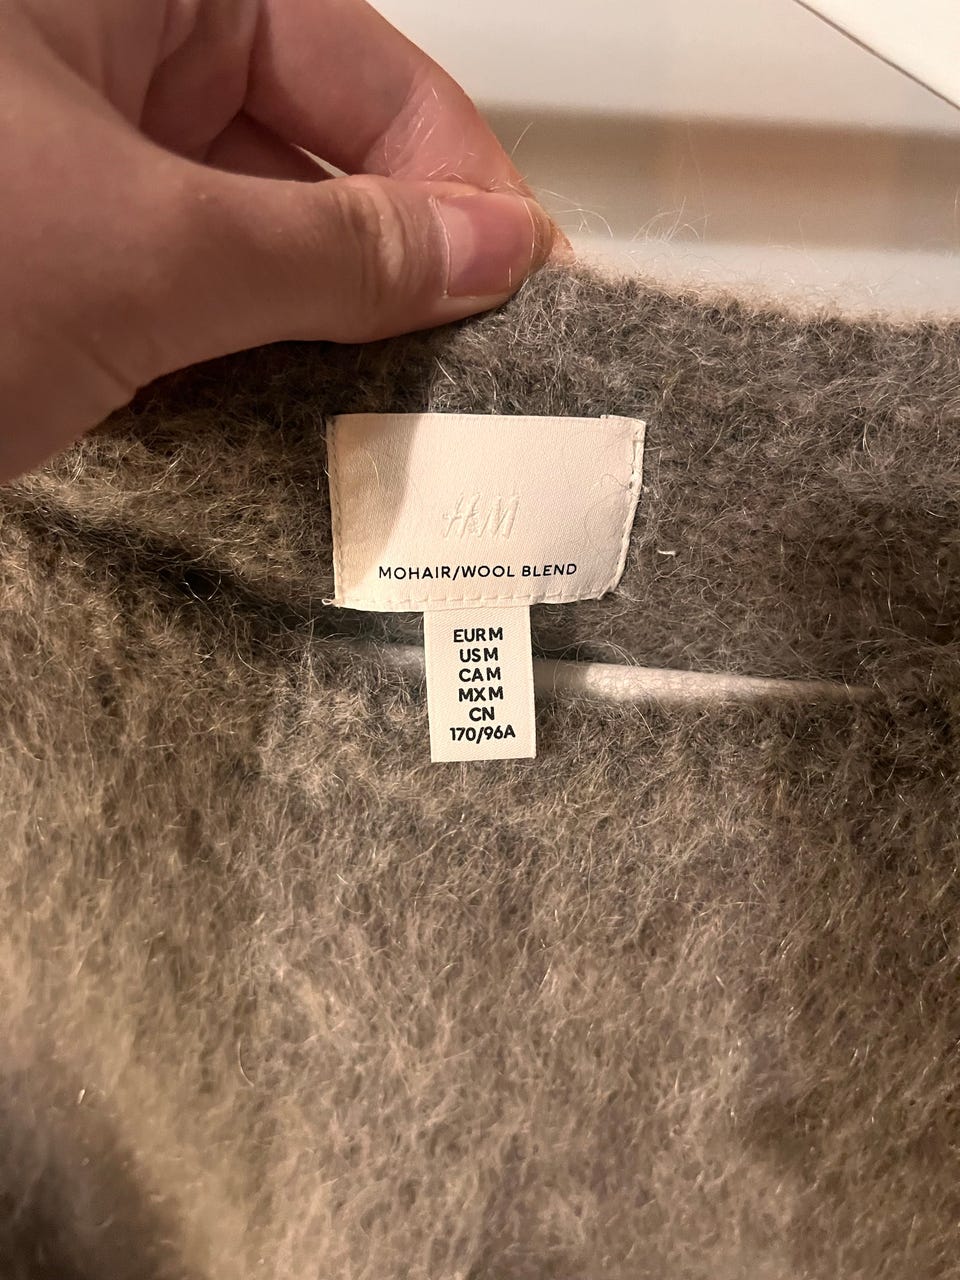 H&M
MOHAIR/WOOL BLEND
EUR M
US M
CA M
MX M
CN
170/96A